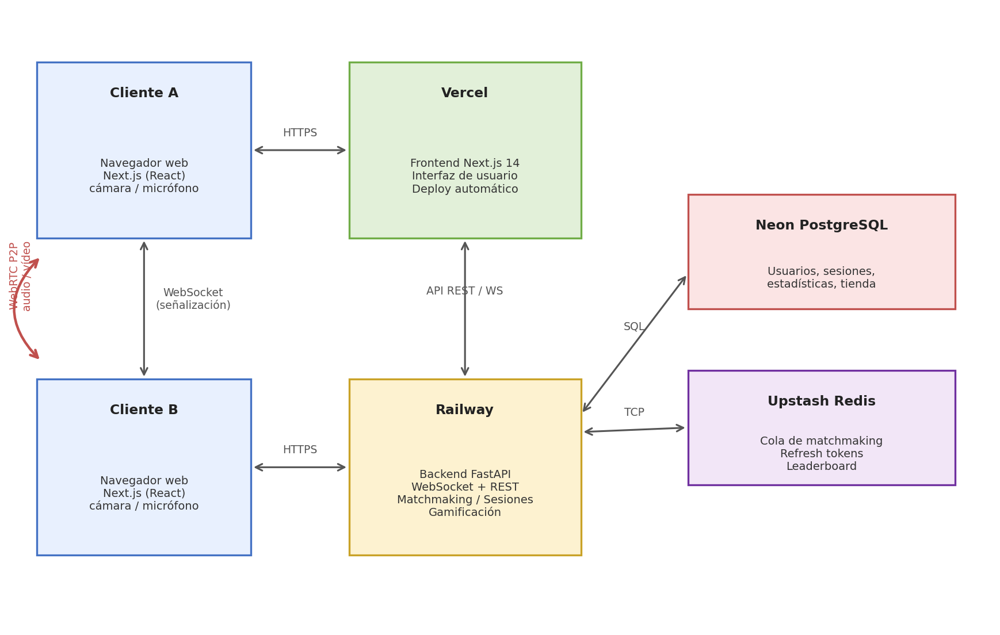 Cliente A
Navegador web
Next.js (React)
cámara / micrófono
HTTPS
Vercel
Frontend Next.js 14
Interfaz de usuario
Deploy automático
WebRTC P2P
audio / vídeo
WebSocket
(señalización)
API REST / WS
Neon PostgreSQL
Usuarios, sesiones,
estadísticas, tienda
SQL
Cliente B
Navegador web
Next.js (React)
cámara / micrófono
HTTPS
Railway
Backend FastAPI
WebSocket + REST
Matchmaking / Sesiones
Gamificación
TCP
Upstash Redis
Cola de matchmaking
Refresh tokens
Leaderboard